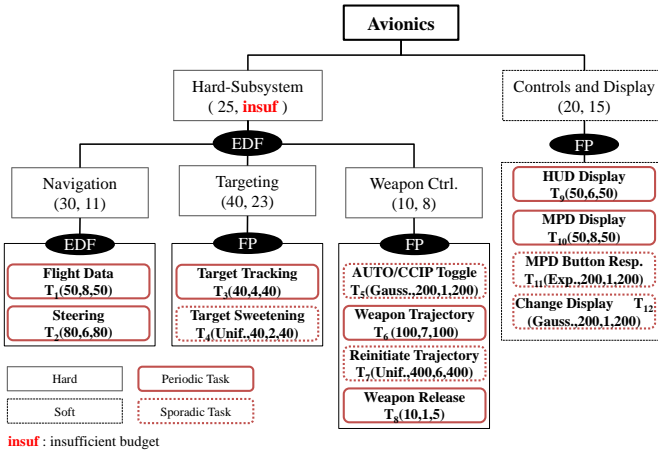 Avionics
Hard-Subsystem
( 25, insuf )
Controls and Display
(20, 15)
EDF
FP
Navigation
(30, 11)
Targeting
(40, 23)
Weapon Ctrl.
(10, 8)
EDF
FP
FP
Flight Data
T1(50,8,50)
Steering
T2(80,6,80)
Target Tracking
T3(40,4,40)
Target Sweetening
T4(Unif.,40,2,40)
AUTO/CCIP Toggle
T5(Gauss.,200,1,200)
Weapon Trajectory
T6(100,7,100)
Reinitiate Trajectory
T7(Unif.,400,6,400)
Weapon Release
T8(10,1,5)
HUD Display
T9(50,6,50)
MPD Display
T10(50,8,50)
MPD Button Resp.
T11(Exp.,200,1,200)
Change Display T12
(Gauss.,200,1,200)
Hard
Periodic Task
Soft
Sporadic Task
insuf : insufficient budget